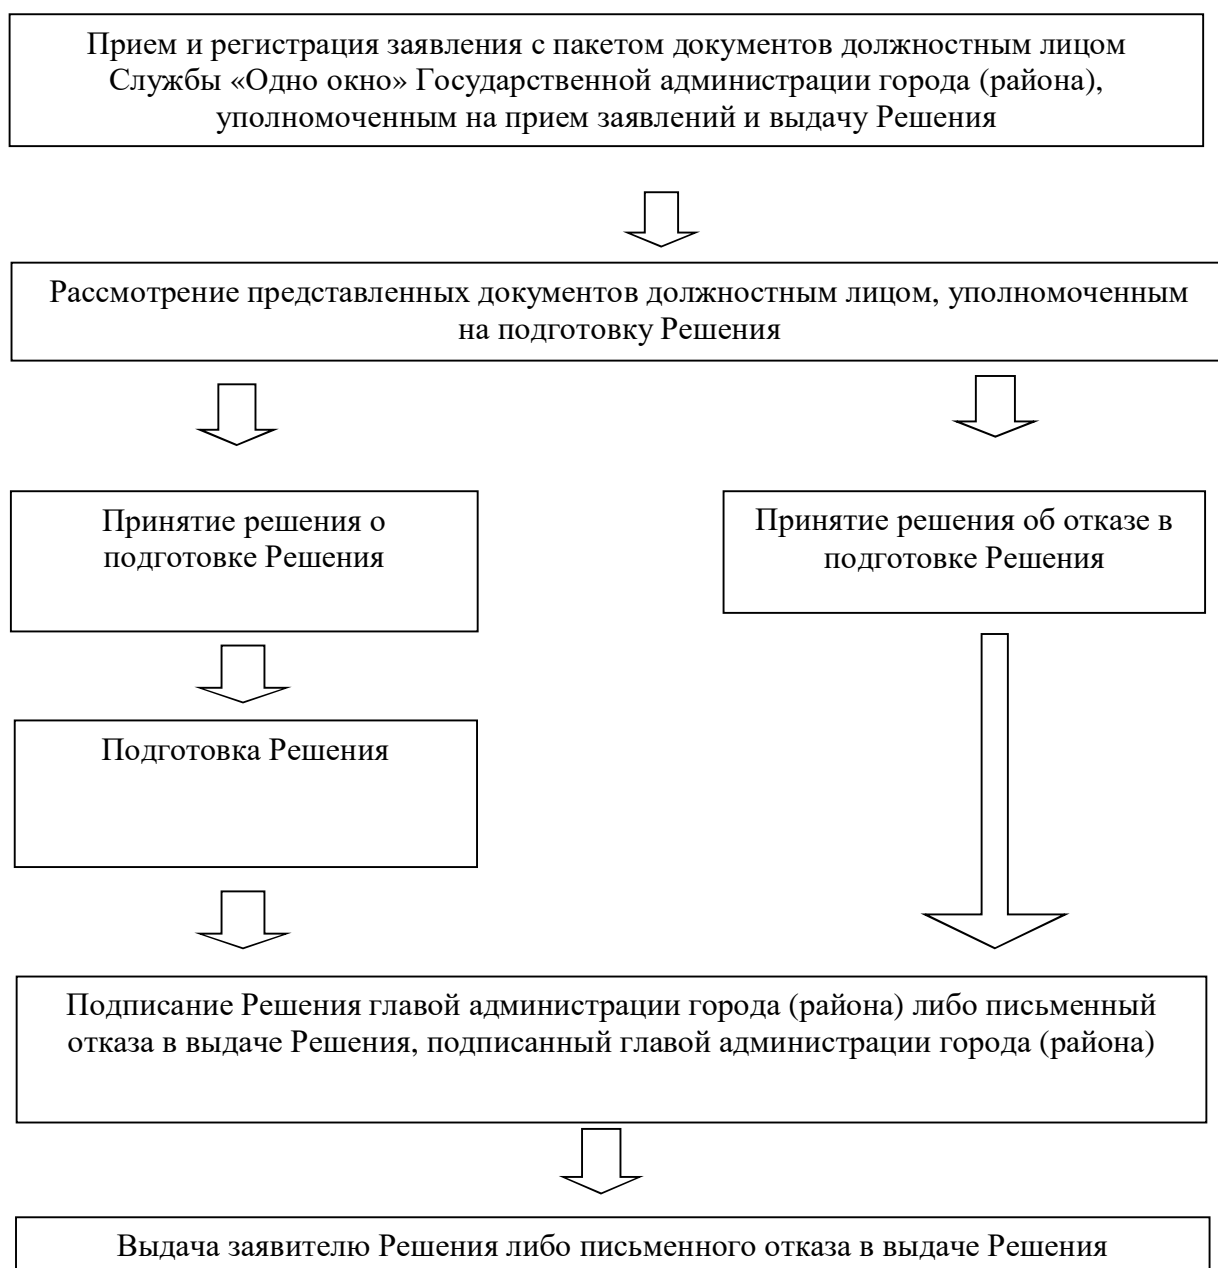 Прием и регистрация заявления с пакетом документов должностным лицом
Службы «Одно окно» Государственной администрации города (района),
уполномоченным на прием заявлений и выдачу Решения
Рассмотрение представленных документов должностным лицом, уполномоченным
на подготовку Решения
Принятие решения о
подготовке Решения
Принятие решения об отказе в
подготовке Решения
Подготовка Решения
Подписание Решения главой администрации города (района) либо письменный
отказа в выдаче Решения, подписанный главой администрации города (района)
Выдача заявителю Решения либо письменного отказа в выдаче Решения